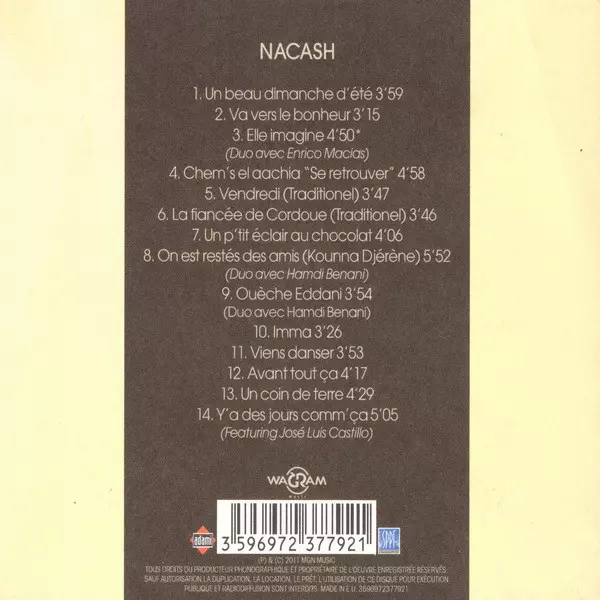 NACASH
1. Un beau dimanche d'été 3'59
2. Va vers le bonheur 3'15
3. Elle imagine 4'50*
(Duo avec Enrico Macias)
4. Chem's el aachia "Se retrouver" 4'58
5. Vendredi (Traditionel) 3'47
6. La fiancée de Cordoue (Traditionel) 3'46
7. Un p'tit éclair au chocolat 4'06
8. On est restés des amis (Kounna Djérène) 5'52
(Duo avec Hamdi Benani)
9. Ouèche Eddani 3'54
(Duo avec Hamdi Benani)
10. Imma 3'26
11. Viens danser 3'53
12. Avant tout ça 4'17
13. Un coin de terre 4'29
14. Y'a des jours comm'ça 5'05
(Featuring José Luis Castillo)
WAGRAM
MUSIC
adami
3 596972 377921
SPPF
(P) & (C) 2011 MGN MUSIC
TOUS DROITS DU PRODUCTEUR PHONOGRAPHIQUE ET PROPRIÉTAIRE DE L'OEUVRE ENREGISTRÉE RÉSERVÉS.
SAUF AUTORISATION LA DUPLICATION, LA LOCATION, LE PRÊT, L'UTILISATION DE CE DISQUE POUR EXÉCUTION
PUBLIQUE ET RADIODIFFUSION SONT INTERDITS. MADE IN E.U. 3596972377921